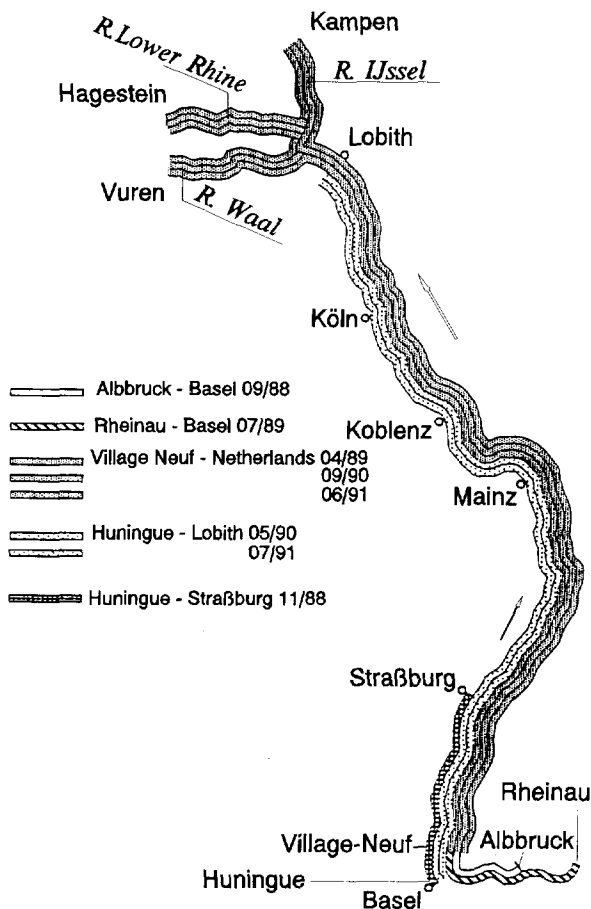 Kampen
R. Lower Rhine
R. IJssel
Hagestein
Lobith
Vuren
R. Waal
Köln
Albbruck - Basel 09/88
Rheinau - Basel 07/89
Koblenz
Village Neuf - Netherlands 04/89
09/90
06/91
Mainz
Huningue - Lobith 05/90
07/91
Huningue - Straßburg 11/88
Straßburg
Rheinau
Village-Neuf
Albbruck
Huningue
Basel